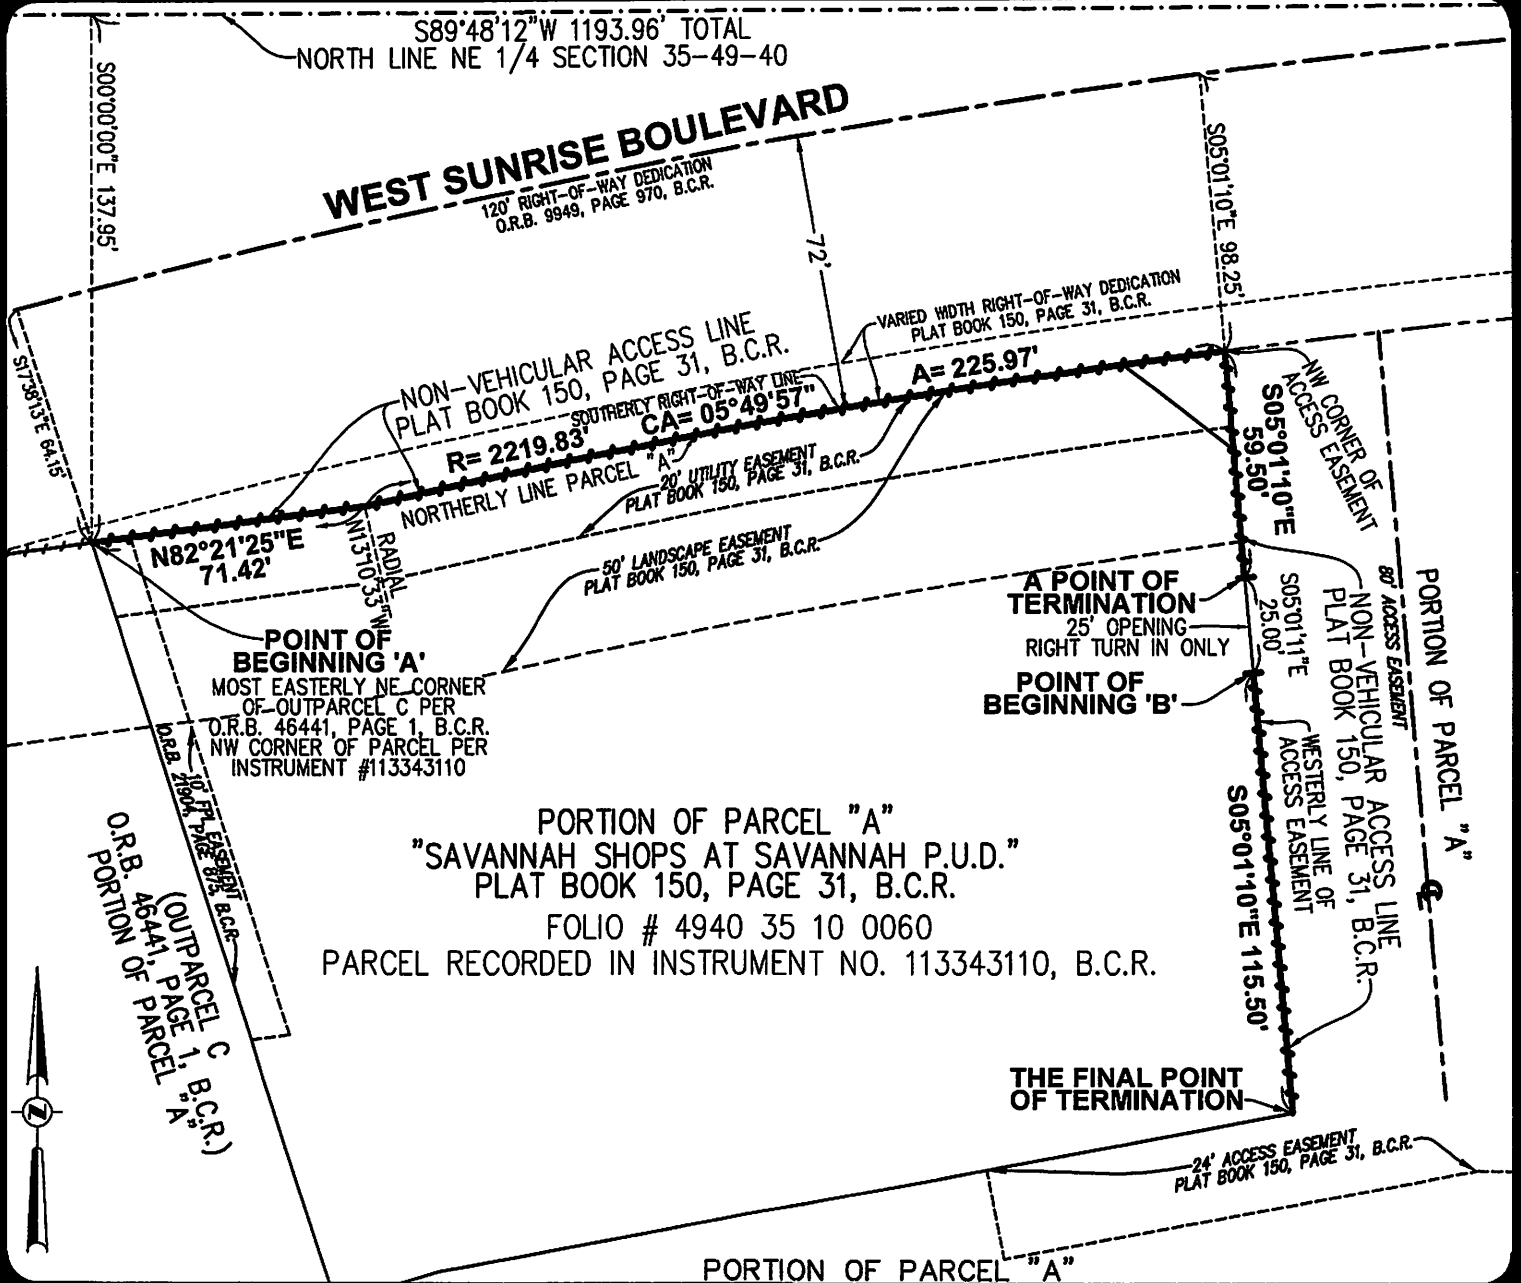 S89°48'12"W 1193.96' TOTAL
NORTH LINE NE 1/4 SECTION 35-49-40
S00°00'00"E 137.95'
WEST SUNRISE BOULEVARD
120' RIGHT-OF-WAY DEDICATION
O.R.B. 9949, PAGE 970, B.C.R.
72'
S05°01'10"E 98.25'
S17°38'13"E 64.15'
VARIED WIDTH RIGHT-OF-WAY DEDICATION
PLAT BOOK 150, PAGE 31, B.C.R.
NON-VEHICULAR ACCESS LINE
PLAT BOOK 150, PAGE 31, B.C.R.
SOUTHERLY RIGHT-OF-WAY LINE
A= 225.97'
CA= 05°49'57"
R= 2219.83'
NORTHERLY LINE PARCEL "A"
20' UTILITY EASEMENT
PLAT BOOK 150, PAGE 31, B.C.R.
50' LANDSCAPE EASEMENT
PLAT BOOK 150, PAGE 31, B.C.R.
N82°21'25"E
71.42'
RADIAL
N13°10'33"W
NW CORNER OF
ACCESS EASEMENT
S05°01'10"E
59.50'
POINT OF
BEGINNING 'A'
MOST EASTERLY NE CORNER
OF OUTPARCEL C PER
O.R.B. 46441, PAGE 1, B.C.R.
NW CORNER OF PARCEL PER
INSTRUMENT #113343110
A POINT OF
TERMINATION
25' OPENING
RIGHT TURN IN ONLY
S05°01'11"E
25.00'
POINT OF
BEGINNING 'B'
NON-VEHICULAR ACCESS LINE
PLAT BOOK 150, PAGE 31, B.C.R.
80' ACCESS EASEMENT
PORTION OF PARCEL "A"
WESTERLY LINE OF
ACCESS EASEMENT
S05°01'10"E 115.50'
10' FPL EASEMENT
O.R.B. 21904, PAGE 875, B.C.R.
(OUTPARCEL C
O.R.B. 46441, PAGE 1, B.C.R.)
PORTION OF PARCEL "A"
PORTION OF PARCEL "A"
"SAVANNAH SHOPS AT SAVANNAH P.U.D."
PLAT BOOK 150, PAGE 31, B.C.R.
FOLIO # 4940 35 10 0060
PARCEL RECORDED IN INSTRUMENT NO. 113343110, B.C.R.
THE FINAL POINT
OF TERMINATION
24' ACCESS EASEMENT
PLAT BOOK 150, PAGE 31, B.C.R.
Z
PORTION OF PARCEL "A"